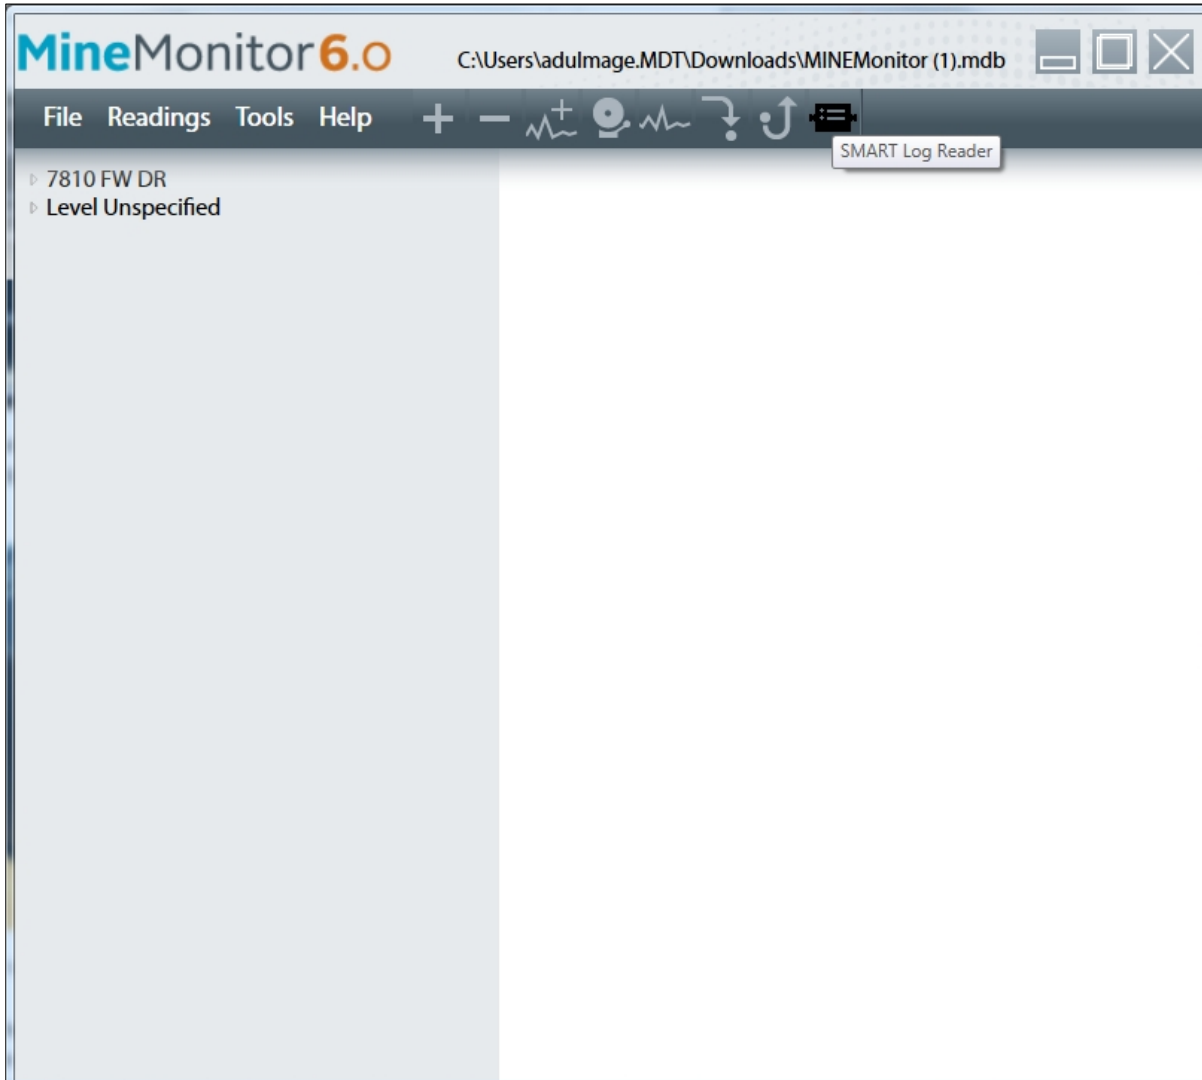 MineMonitor6.0
C:\Users\adulmage.MDT\Downloads\MINEMonitor (1).mdb
File Readings Tools Help
SMART Log Reader
7810 FW DR
Level Unspecified